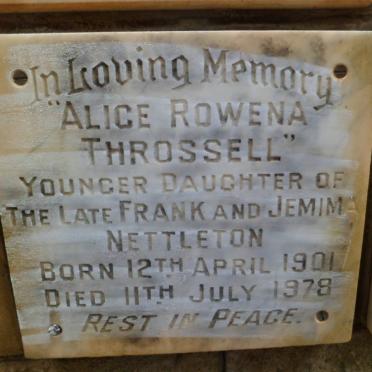 In Loving Memory
"ALICE ROWENA
THROSSELL"
YOUNGER DAUGHTER OF
THE LATE FRANK AND JEMIMA
NETTLETON
BORN 12TH APRIL 1901
DIED 11TH JULY 1978
REST IN PEACE.